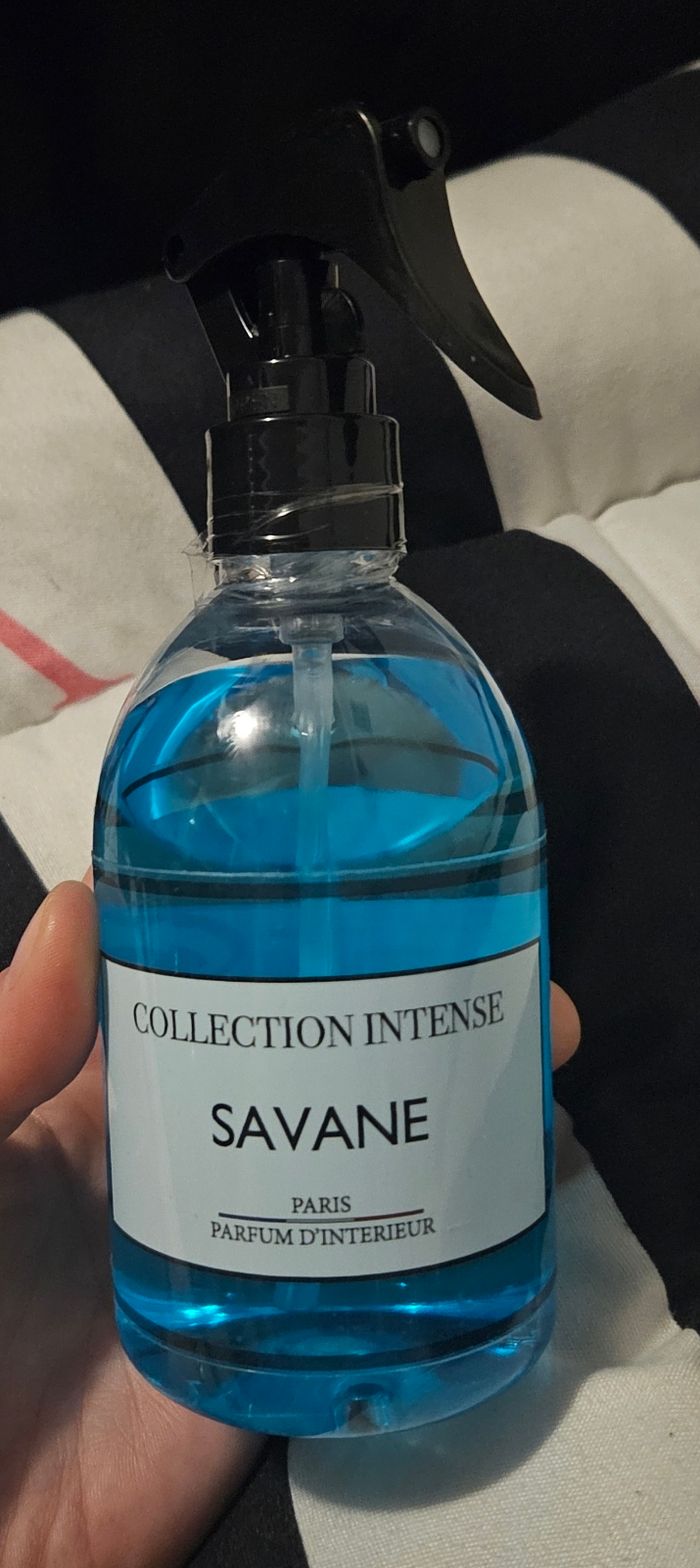 COLLECTION INTENSE
SAVANE
PARIS
PARFUM D'INTERIEUR